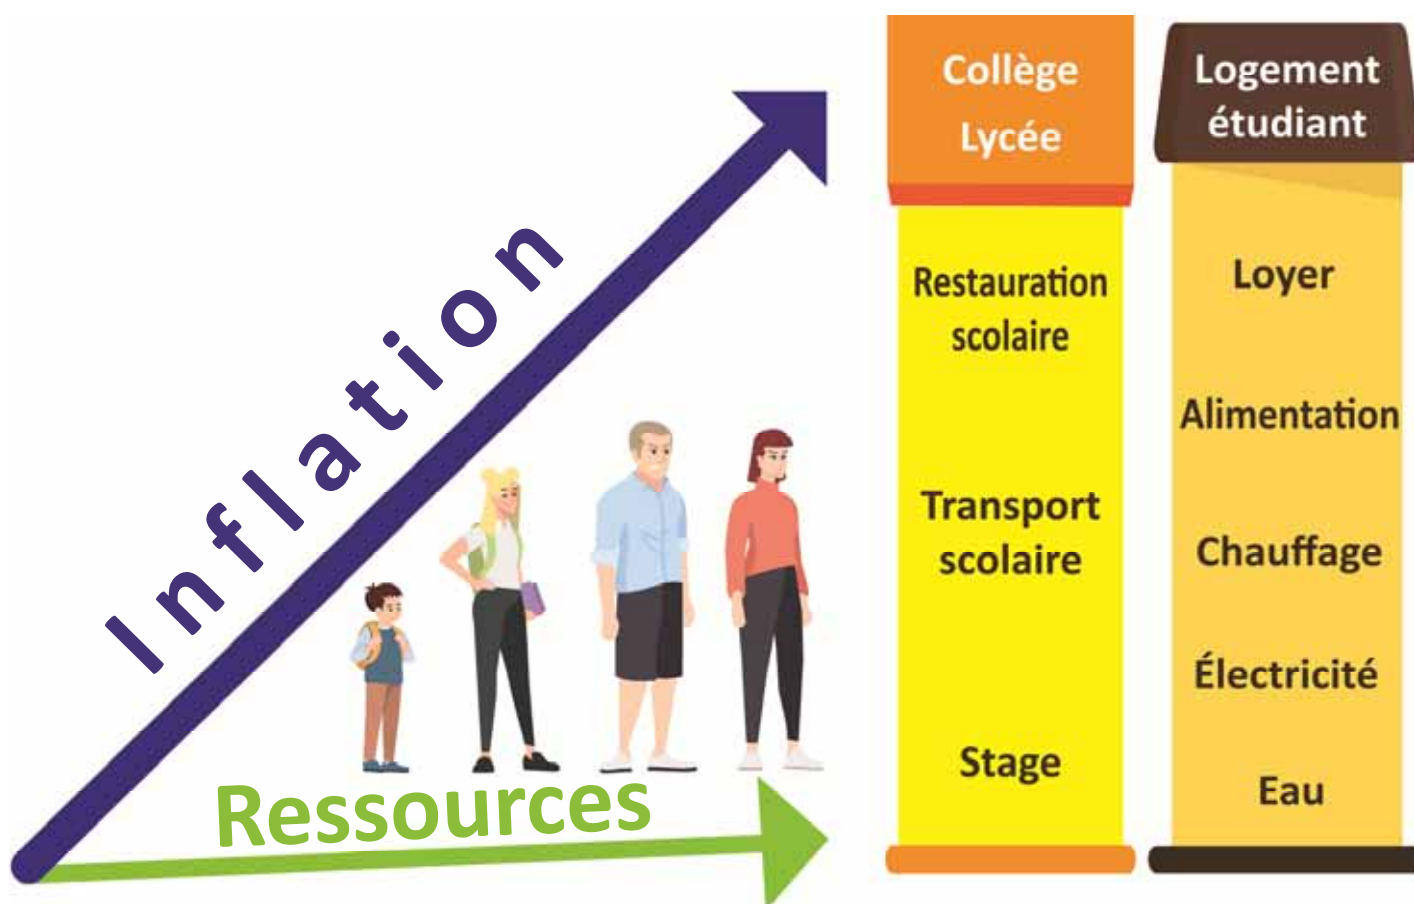 Inflation
Ressources
Collège
Lycée
Restauration
scolaire
Transport
scolaire
Stage
Logement
étudiant
Loyer
Alimentation
Chauffage
Électricité
Eau